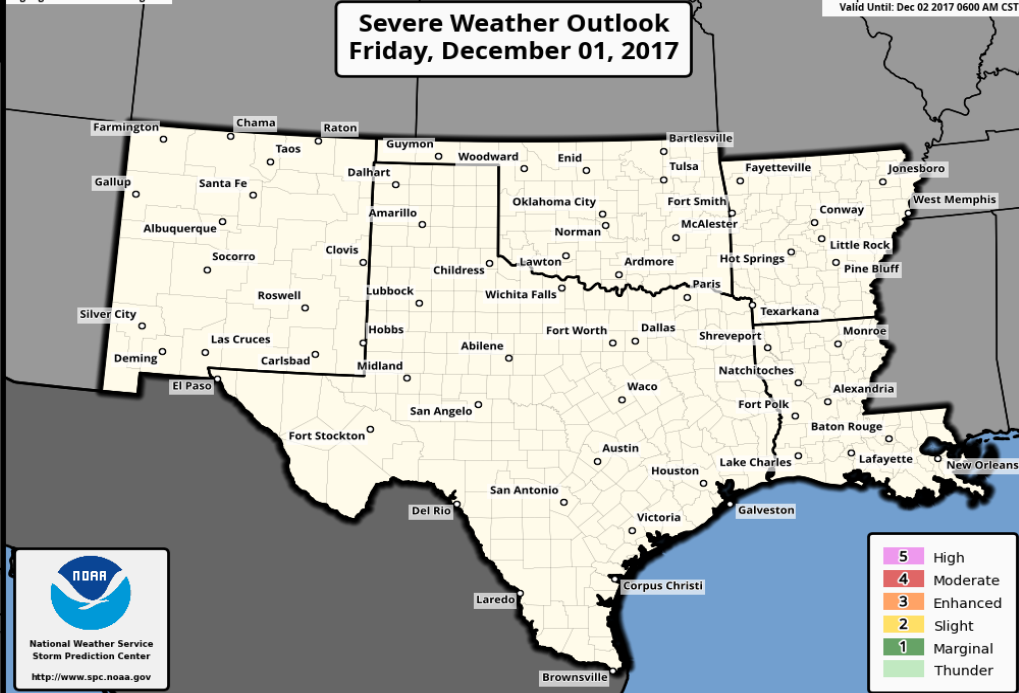 Valid Until: Dec 02 2017 0600 AM CST
Severe Weather Outlook
Friday, December 01, 2017
Farmington
Chama
Raton
Taos
Guymon
Woodward
Enid
Bartlesville
Tulsa
Fayetteville
Jonesboro
Gallup
Santa Fe
Dalhart
Oklahoma City
Fort Smith
West Memphis
Albuquerque
Amarillo
Norman
McAlester
Conway
Socorro
Clovis
Childress
Lawton
Ardmore
Hot Springs
Little Rock
Pine Bluff
Roswell
Lubbock
Wichita Falls
Paris
Texarkana
Silver City
Las Cruces
Hobbs
Abilene
Fort Worth
Dallas
Shreveport
Monroe
Deming
Carlsbad
Midland
Natchitoches
El Paso
San Angelo
Waco
Fort Polk
Alexandria
Fort Stockton
Austin
Baton Rouge
Houston
Lake Charles
Lafayette
New Orleans
Del Rio
San Antonio
Victoria
Galveston
Laredo
Corpus Christi
Brownsville
NOAA
National Weather Service
Storm Prediction Center
http://www.spc.noaa.gov
5 High
4 Moderate
3 Enhanced
2 Slight
1 Marginal
Thunder